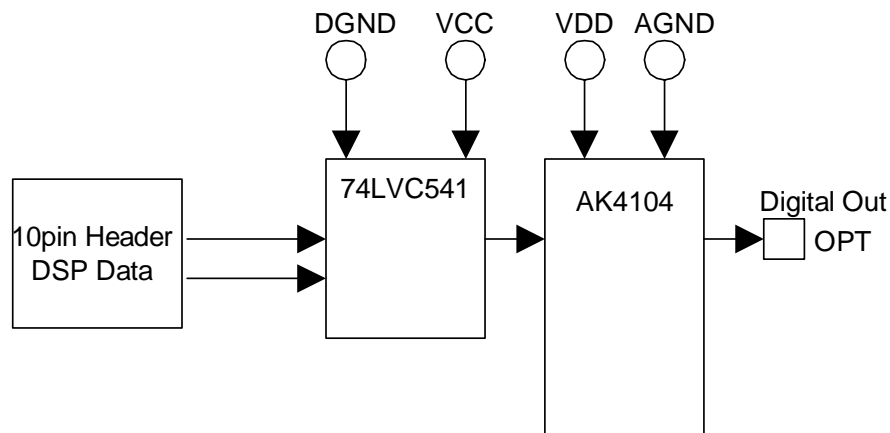 DGND
VCC
VDD
AGND
74LVC541
AK4104
10pin Header
DSP Data
Digital Out
OPT